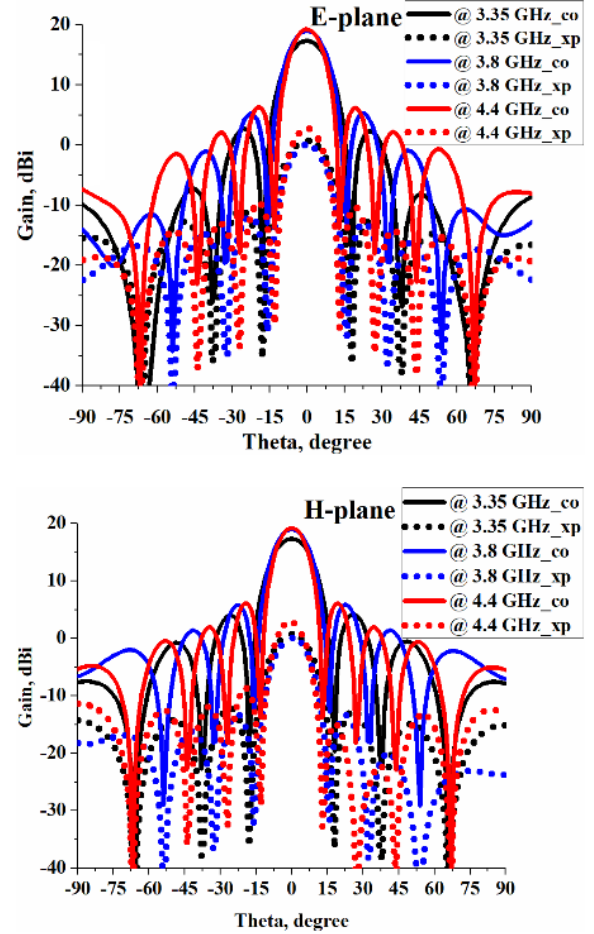 E-plane
@ 3.35 GHz_co
@ 3.35 GHz_xp
@ 3.8 GHz_co
@ 3.8 GHz_xp
@ 4.4 GHz_co
@ 4.4 GHz_xp
Gain, dBi
20
10
0
-10
-20
-30
-40
-90 -75 -60 -45 -30 -15 0 15 30 45 60 75 90
Theta, degree
H-plane
@ 3.35 GHz_co
@ 3.35 GHz_xp
@ 3.8 GHz_co
@ 3.8 GHz_xp
@ 4.4 GHz_co
@ 4.4 GHz_xp
Gain, dBi
20
10
0
-10
-20
-30
-40
-90 -75 -60 -45 -30 -15 0 15 30 45 60 75 90
Theta, degree